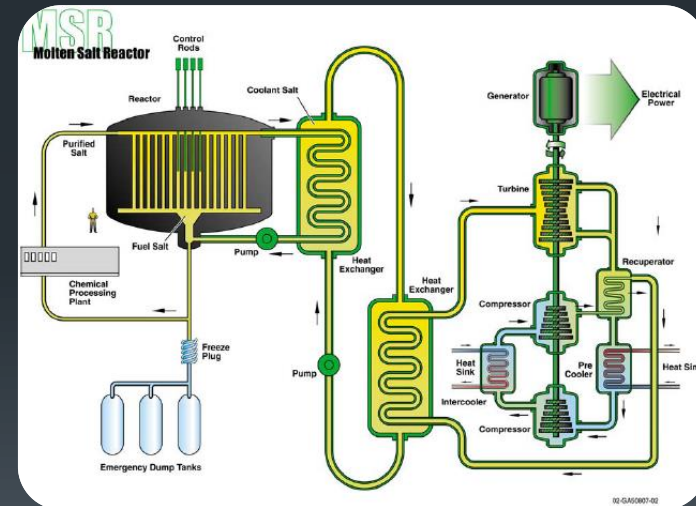 MSR
Molten Salt Reactor
Control
Rods
Reactor
Coolant Salt
Generator
Electrical
Power
Purified
Salt
Turbine
Fuel Salt
Pump
Heat
Exchanger
Heat
Exchanger
Recuperator
Chemical
Processing
Plant
Compressor
Freeze
Plug
Pump
Heat
Sink
Pre
Cooler
Heat Sin
Intercooler
Compressor
Emergency Dump Tanks
02-GA50807-02